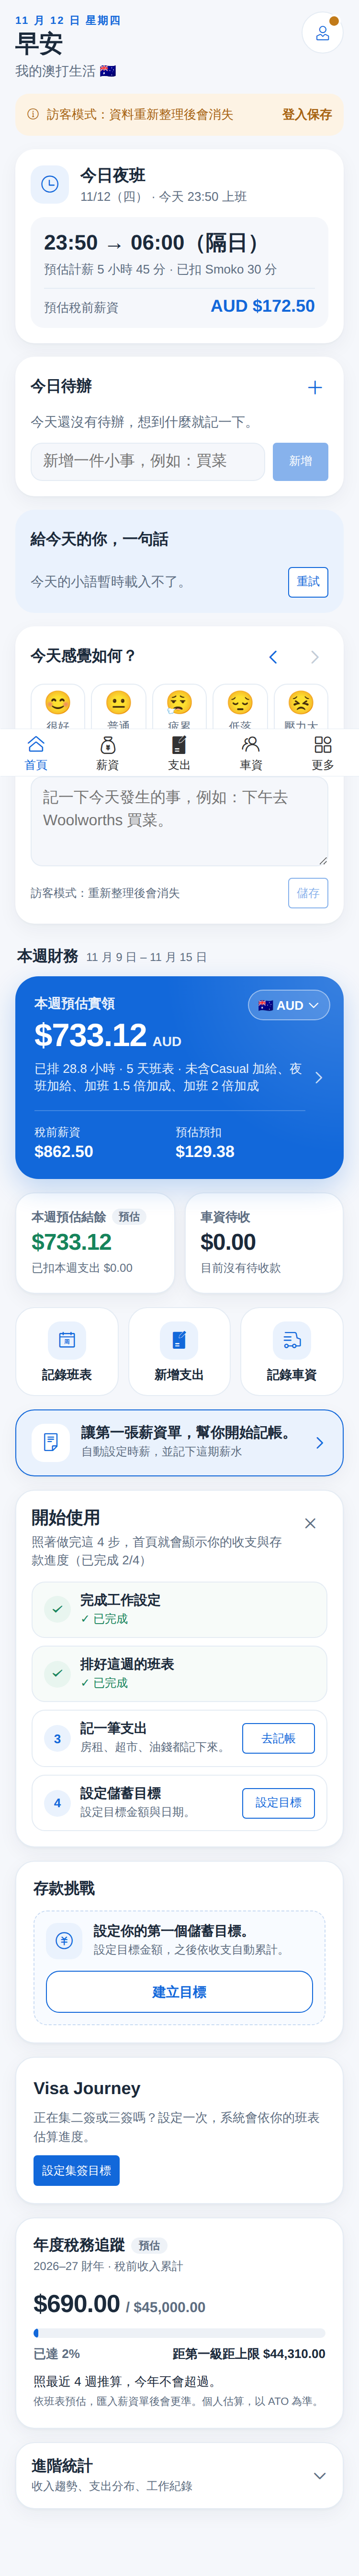 11 月 12 日 星期四
早安
我的澳打生活 🇦🇺
訪客模式：資料重新整理後會消失
登入保存
今日夜班
11/12（四） · 今天 23:50 上班
23:50 → 06:00（隔日）
預估計薪 5 小時 45 分 · 已扣 Smoko 30 分
預估稅前薪資
AUD $172.50
今日待辦
今天還沒有待辦，想到什麼就記一下。
新增一件小事，例如：買菜
新增
給今天的你，一句話
今天的小語暫時載入不了。
重試
今天感覺如何？
很好
普通
疲累
低落
壓力大
首頁
薪資
支出
車資
更多
記一下今天發生的事，例如：下午去
Woolworths 買菜。
訪客模式：重新整理後會消失
儲存
本週財務 11 月 9 日 – 11 月 15 日
本週預估實領
🇦🇺 AUD
$733.12 AUD
已排 28.8 小時 · 5 天班表 · 未含Casual 加給、夜
班加給、加班 1.5 倍加成、加班 2 倍加成
稅前薪資
預估預扣
$862.50
$129.38
本週預估結餘 預估
$733.12
已扣本週支出 $0.00
車資待收
$0.00
目前沒有待收款
記錄班表
新增支出
記錄車資
讓第一張薪資單，幫你開始記帳。
自動設定時薪，並記下這期薪水
開始使用
照著做完這 4 步，首頁就會顯示你的收支與存
款進度（已完成 2/4）
完成工作設定
✓ 已完成
排好這週的班表
✓ 已完成
3
記一筆支出
房租、超市、油錢都記下來。
去記帳
4
設定儲蓄目標
設定目標金額與日期。
設定目標
存款挑戰
設定你的第一個儲蓄目標。
設定目標金額，之後依收支自動累計。
建立目標
Visa Journey
正在集二簽或三簽嗎？設定一次，系統會依你的班表
估算進度。
設定集簽目標
年度稅務追蹤 預估
2026–27 財年 · 稅前收入累計
$690.00 / $45,000.00
已達 2%
距第一級距上限 $44,310.00
照最近 4 週推算，今年不會超過。
依班表預估，匯入薪資單後會更準。個人估算，以 ATO 為準。
進階統計
收入趨勢、支出分布、工作紀錄